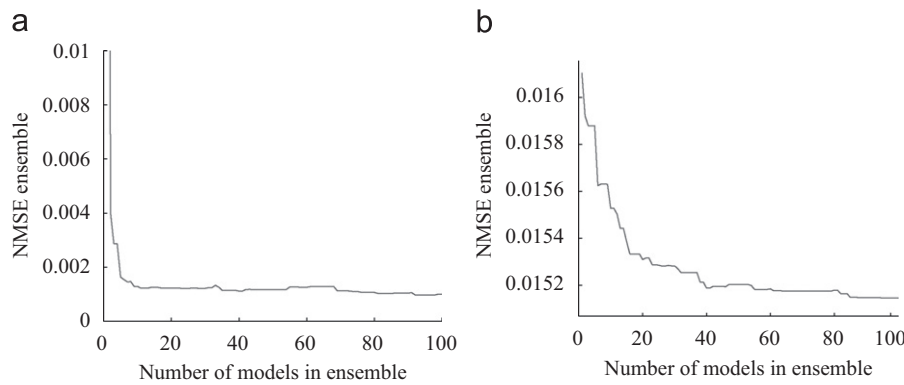 a
NMSE ensemble
0.01
0.008
0.006
0.004
0.002
0
0 20 40 60 80 100
Number of models in ensemble
b
NMSE ensemble
0.016
0.0158
0.0156
0.0154
0.0152
0 20 40 60 80 100
Number of models in ensemble